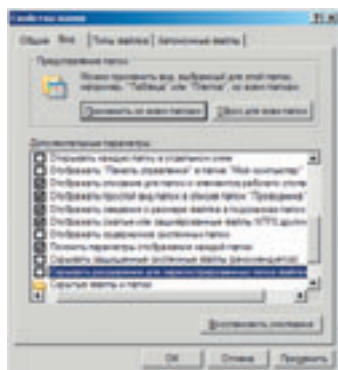 Свойства папки
Общие Вид Типы файлов Автономные файлы
Представление папок
Можно применить вид, выбранный для этой папки,
например, "Таблица" или "Плитка", ко всем папкам.
Применить ко всем папкам Сброс для всех папок
Дополнительные параметры:
Открывать каждую папку в отдельном окне
Отображать "Панель управления" в папке "Мой компьютер"
Отображать описание для папок и элементов рабочего стола
Отображать простой вид папок в списке папок "Проводника"
Отображать сведения о размере файлов в подсказках папок
Отображать сжатые или зашифрованные файлы NTFS другим
Отображать содержимое системных папок
Помнить параметры отображения каждой папки
Скрывать защищенные системные файлы (рекомендуется)
Скрывать расширения для зарегистрированных типов файлов
Скрытые файлы и папки
Восстановить умолчания
OK Отмена Применить